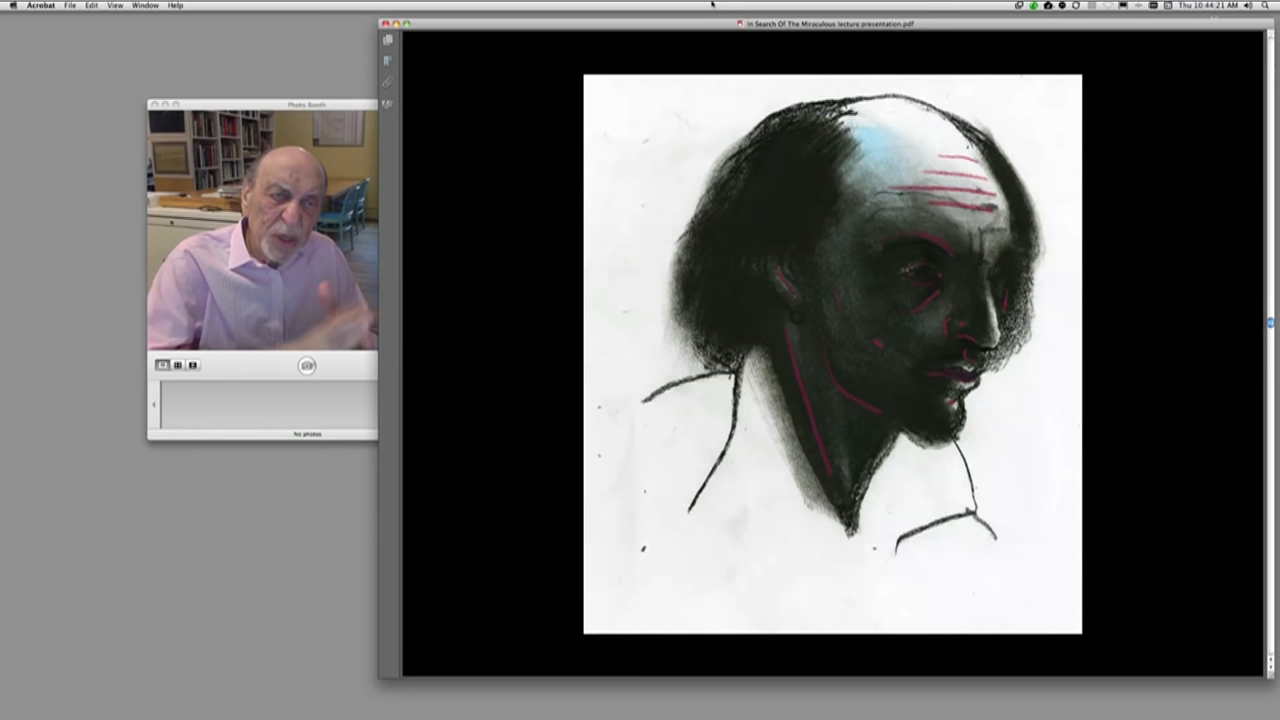 Acrobat File Edit View Window Help
Thu 10:44:21 AM
In Search Of The Miraculous lecture presentation.pdf
Photo Booth
No photos